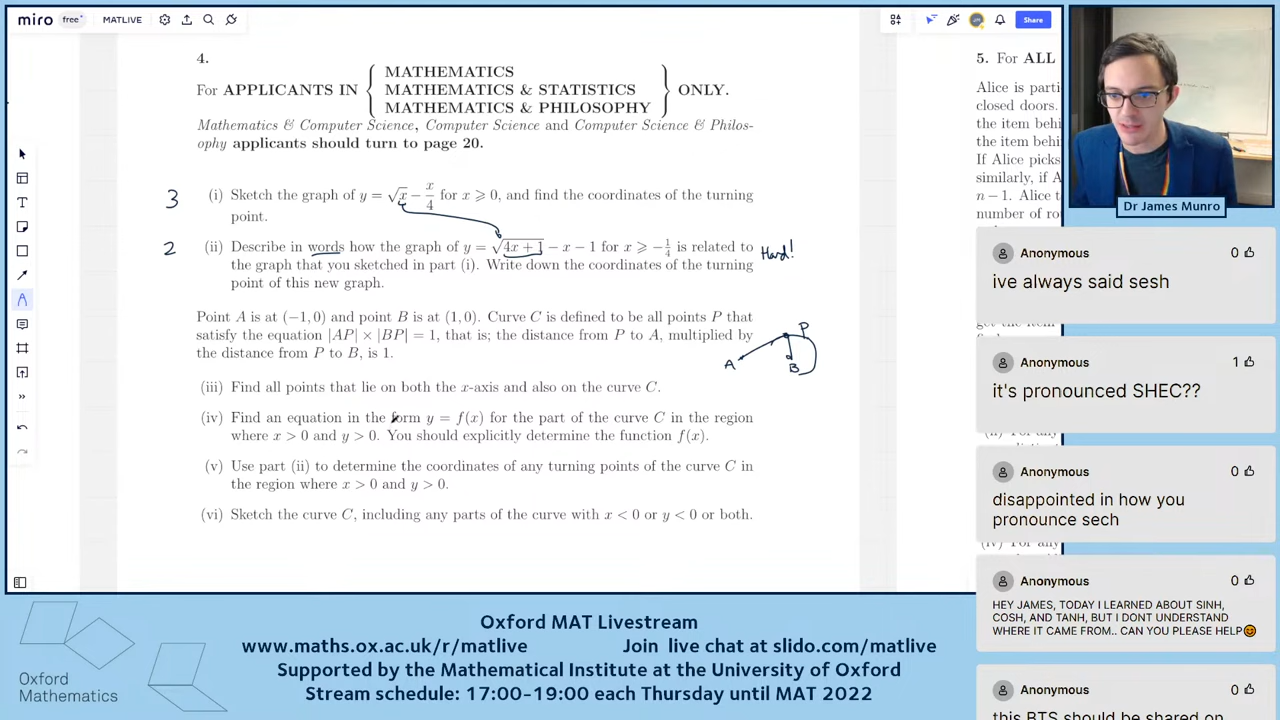 miro free MATLIVE
Share
4.
For APPLICANTS IN { MATHEMATICS
MATHEMATICS & STATISTICS
MATHEMATICS & PHILOSOPHY } ONLY.
Mathematics & Computer Science, Computer Science and Computer Science & Philos-
ophy applicants should turn to page 20.
3 (i) Sketch the graph of y = √x − x/4 for x ⩾ 0, and find the coordinates of the turning
point.
2 (ii) Describe in words how the graph of y = √(4x + 1) − x − 1 for x ⩾ −1/4 is related to
Hard!
the graph that you sketched in part (i). Write down the coordinates of the turning
point of this new graph.
Point A is at (−1, 0) and point B is at (1, 0). Curve C is defined to be all points P that
satisfy the equation |AP| × |BP| = 1, that is; the distance from P to A, multiplied by
the distance from P to B, is 1.
P
A
B
(iii) Find all points that lie on both the x-axis and also on the curve C.
(iv) Find an equation in the form y = f(x) for the part of the curve C in the region
where x > 0 and y > 0. You should explicitly determine the function f(x).
(v) Use part (ii) to determine the coordinates of any turning points of the curve C in
the region where x > 0 and y > 0.
(vi) Sketch the curve C, including any parts of the curve with x < 0 or y < 0 or both.
5. For ALL
Alice is parti
closed doors.
the item behin
the item behin
If Alice picks
similarly, if A
n − 1. Alice t
number of ro
Dr James Munro
Anonymous 0
ive always said sesh
Anonymous 1
it's pronounced SHEC??
Anonymous 0
disappointed in how you
pronounce sech
(iv) For any
Anonymous 0
HEY JAMES, TODAY I LEARNED ABOUT SINH,
COSH, AND TANH, BUT I DONT UNDERSTAND
WHERE IT CAME FROM.. CAN YOU PLEASE HELP😊
Anonymous 0
this BTS should be shared on
Oxford
Mathematics
Oxford MAT Livestream
www.maths.ox.ac.uk/r/matlive Join live chat at slido.com/matlive
Supported by the Mathematical Institute at the University of Oxford
Stream schedule: 17:00-19:00 each Thursday until MAT 2022